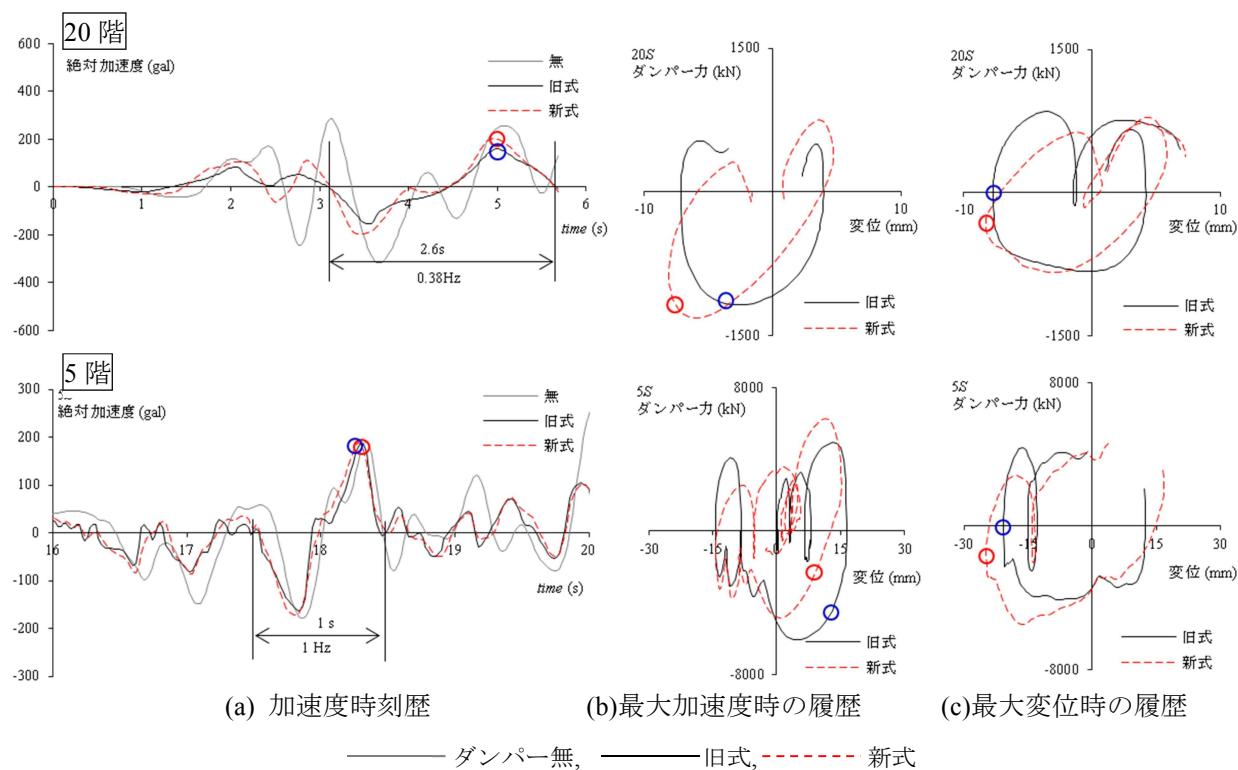 20 階
600
400
200
0
-200
-400
-600
絶対加速度 (gal)
無
旧式
新式
0 1 2 3 4 5 6
time (s)
2.6s
0.38Hz
20S
ダンパー力 (kN)
1500
-10
10
変位 (mm)
旧式
新式
-1500
20S
ダンパー力 (kN)
1500
-10
10
変位 (mm)
旧式
新式
-1500
5 階
300
200
100
0
-100
-200
-300
絶対加速度 (gal)
無
旧式
新式
16 17 18 19 20
time (s)
1 s
1 Hz
5S
ダンパー力 (kN)
8000
-30 -15 0 15 30
変位 (mm)
旧式
新式
-8000
5S
ダンパー力 (kN)
8000
-30 -15 0 15 30
変位 (mm)
旧式
新式
-8000
(a) 加速度時刻歴
(b)最大加速度時の履歴
(c)最大変位時の履歴
ダンパー無, 旧式, 新式